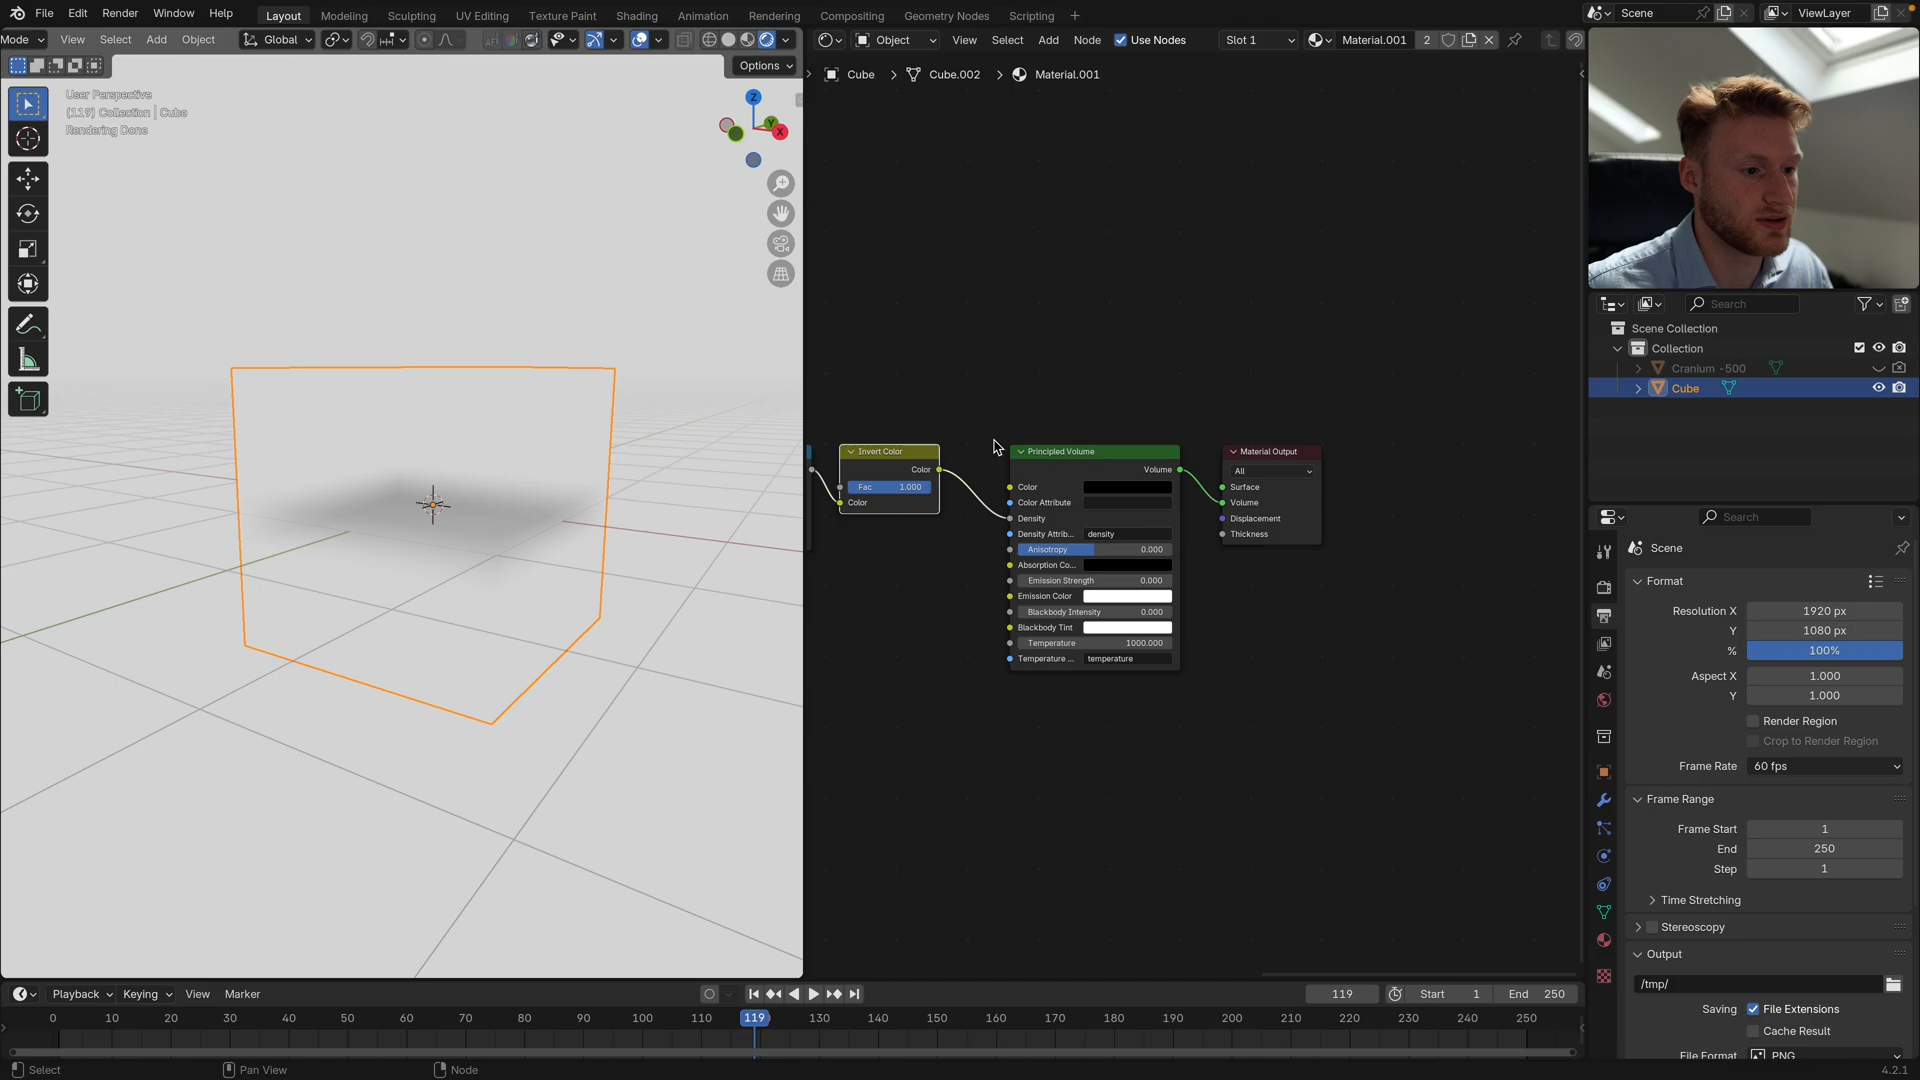 File Edit Render Window Help Layout Modeling Sculpting UV Editing Texture Paint Shading Animation Rendering Compositing Geometry Nodes Scripting Scene ViewLayer
Mode View Select Add Object Global Object View Select Add Node Use Nodes Slot 1 Material.001 2
Options
Cube Cube.002 Material.001
User Perspective
(119) Collection | Cube
Rendering Done
Z
Y
X
Search
Scene Collection
Collection
Cranium -500
Cube
Invert Color
Color
Fac 1.000
Color
Principled Volume
Volume
Color
Color Attribute
Density
Density Attrib... density
Anisotropy 0.000
Absorption Co...
Emission Strength 0.000
Emission Color
Blackbody Intensity 0.000
Blackbody Tint
Temperature 1000.000
Temperature ... temperature
Material Output
All
Surface
Volume
Displacement
Thickness
Search
Scene
Format
Resolution X 1920 px
Y 1080 px
% 100%
Aspect X 1.000
Y 1.000
Render Region
Crop to Render Region
Frame Rate 60 fps
Frame Range
Frame Start 1
End 250
Step 1
Time Stretching
Stereoscopy
Output
/tmp/
Saving File Extensions
Cache Result
File Format PNG
Playback Keying View Marker 119 Start 1 End 250
0 10 20 30 40 50 60 70 80 90 100 110 119 130 140 150 160 170 180 190 200 210 220 230 240 250
Select Pan View Node 4.2.1